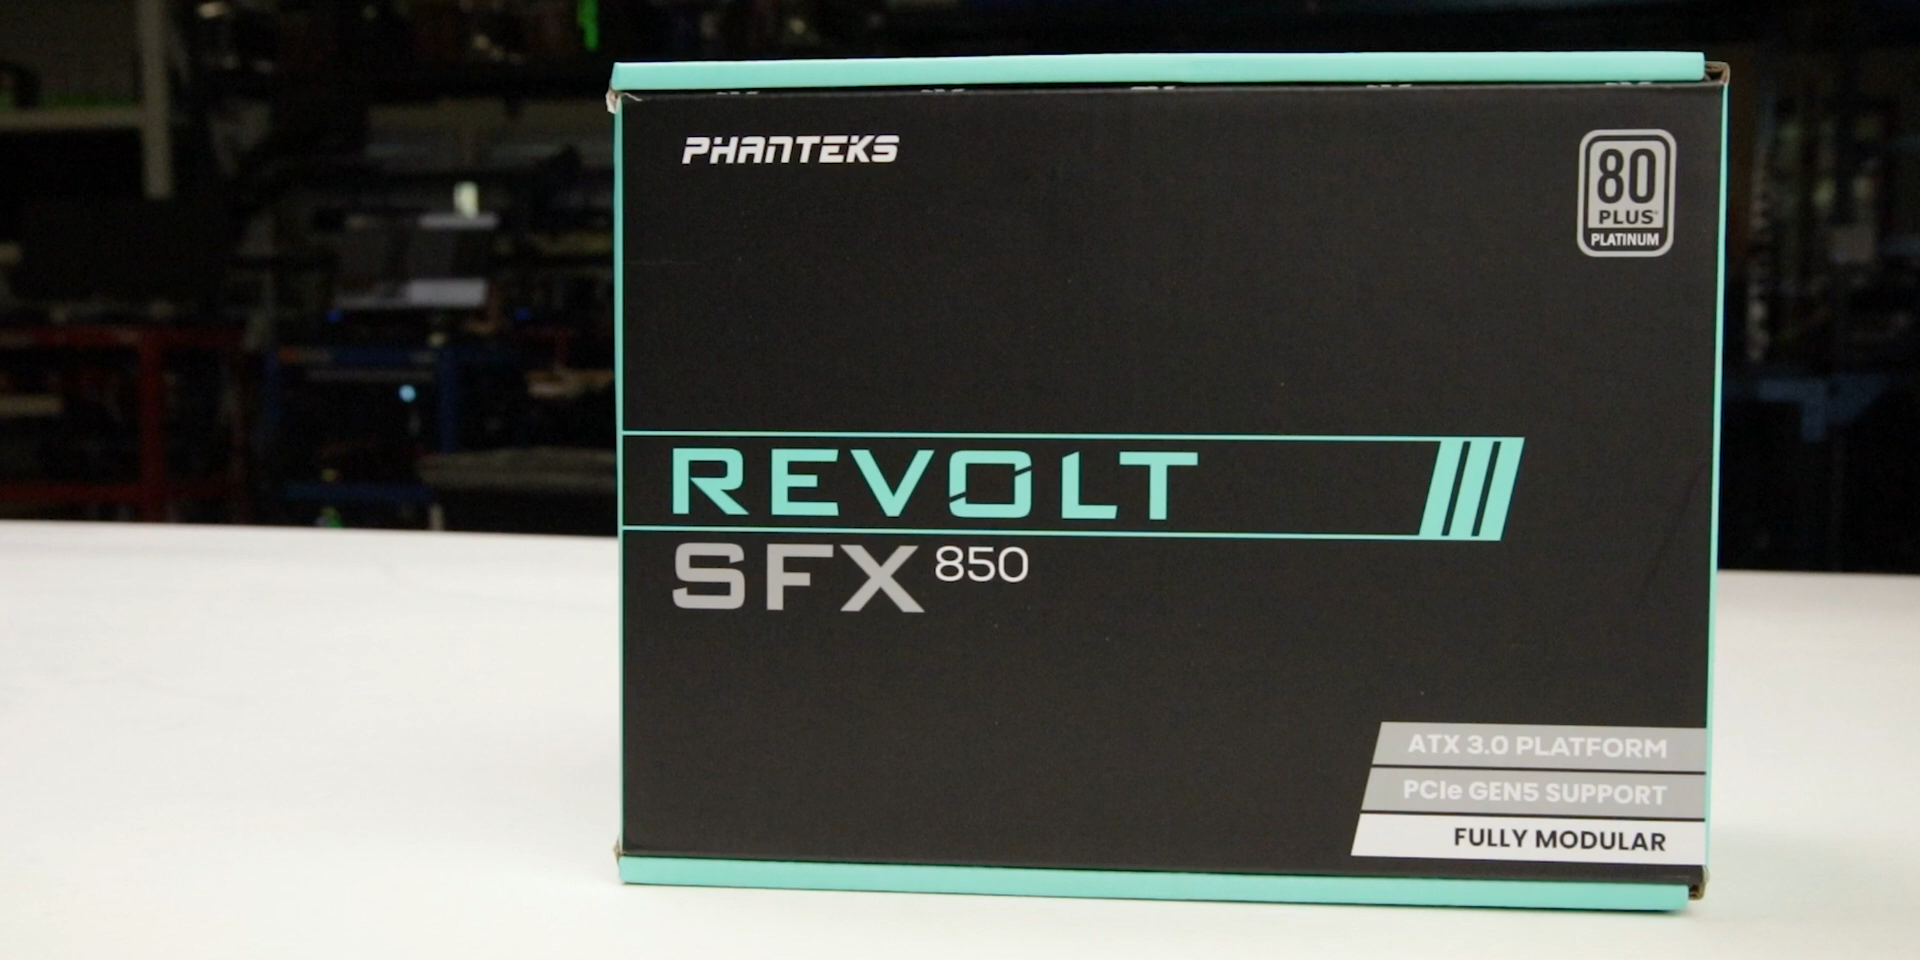 PHANTEKS
80
PLUS
PLATINUM
REVOLT
SFX 850
ATX 3.0 PLATFORM
PCIe GEN5 SUPPORT
FULLY MODULAR